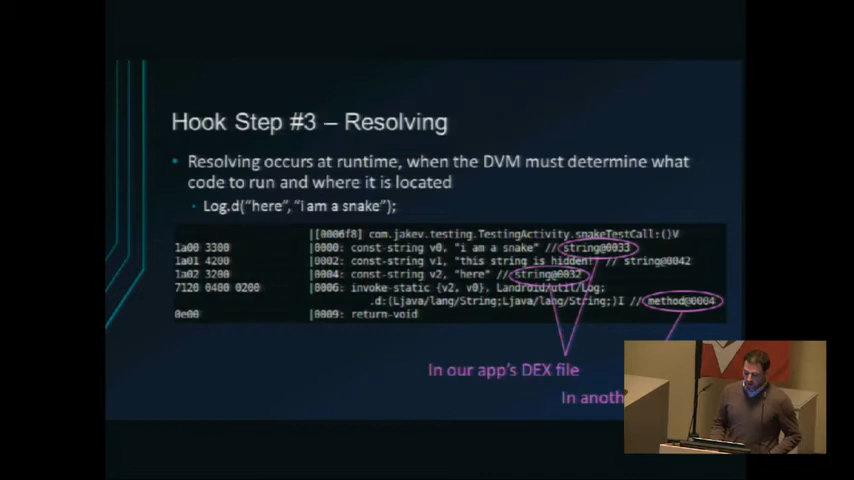 Hook Step #3 – Resolving
• Resolving occurs at runtime, when the DVM must determine what
code to run and where it is located
• Log.d("here", "i am a snake");
|[0006f8] com.jakev.testing.TestingActivity.snakeTestCall:()V
1a00 3300 |0000: const-string v0, "i am a snake" // string@0033
1a01 4200 |0002: const-string v1, "this string is hidden!" // string@0042
1a02 3200 |0004: const-string v2, "here" // string@0032
7120 0400 0200 |0006: invoke-static {v2, v0}, Landroid/util/Log;
.d:(Ljava/lang/String;Ljava/lang/String;)I // method@0004
0e00 |0009: return-void
In our app's DEX file
In anoth